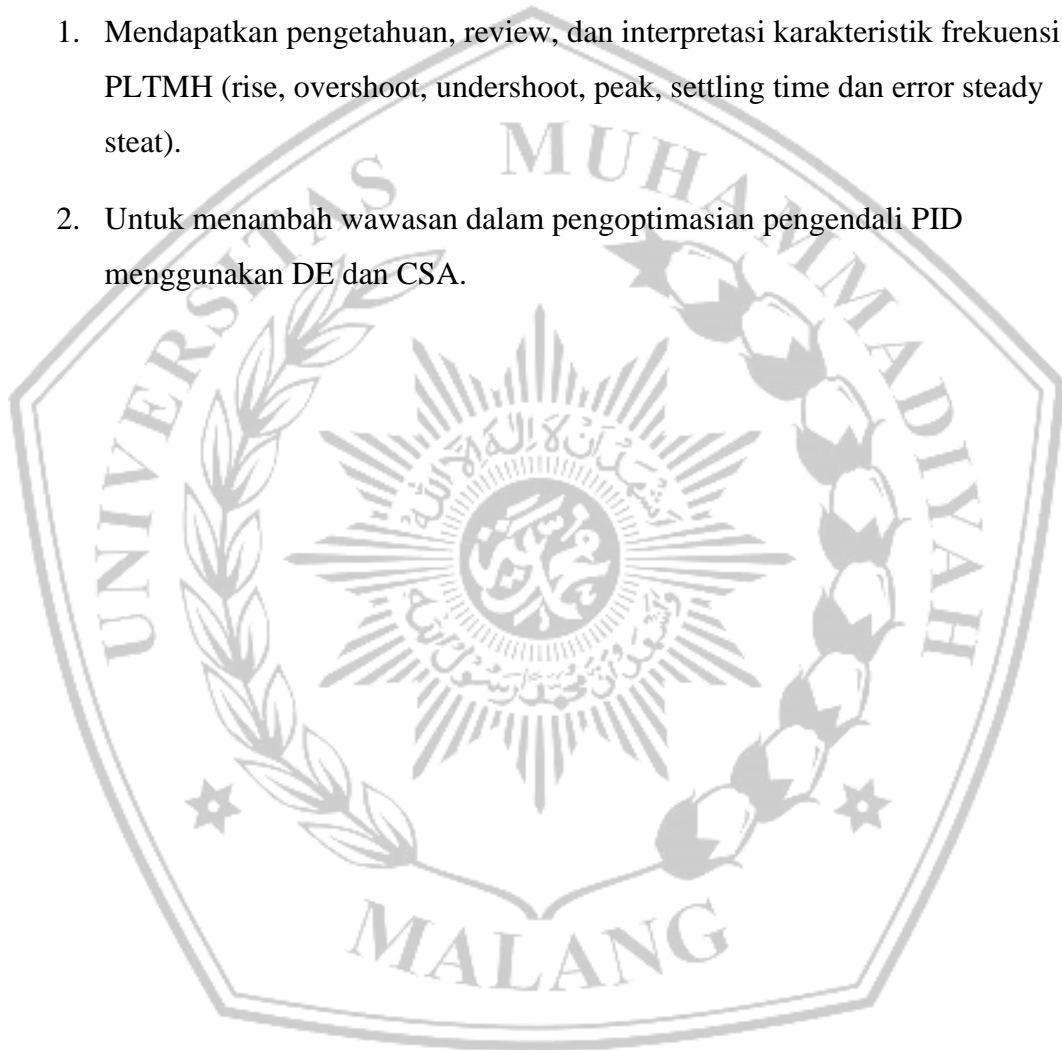 1. Mendapatkan pengetahuan, review, dan interpretasi karakteristik frekuensi
PLTMH (rise, overshoot, undershoot, peak, settling time dan error steady
steat).
2. Untuk menambah wawasan dalam pengoptimasian pengendali PID
menggunakan DE dan CSA.
UNIVERSITAS MUHAMMADIYAH
MALANG